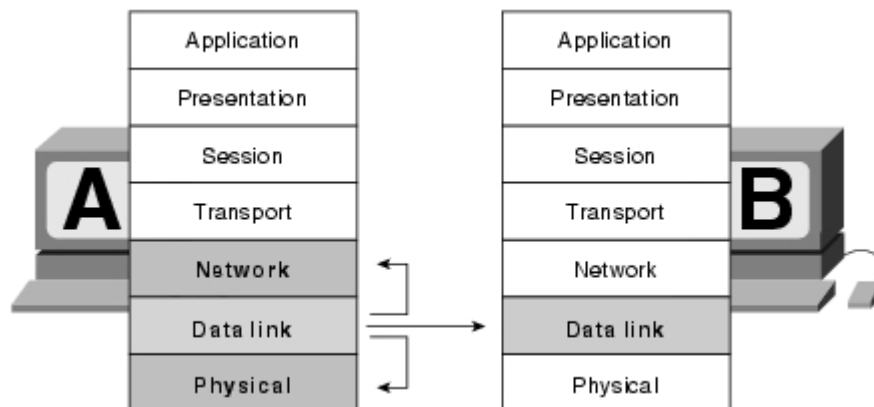 Application
Presentation
Session
A
Transport
Network
Data link
Physical
Application
Presentation
Session
B
Transport
Network
Data link
Physical